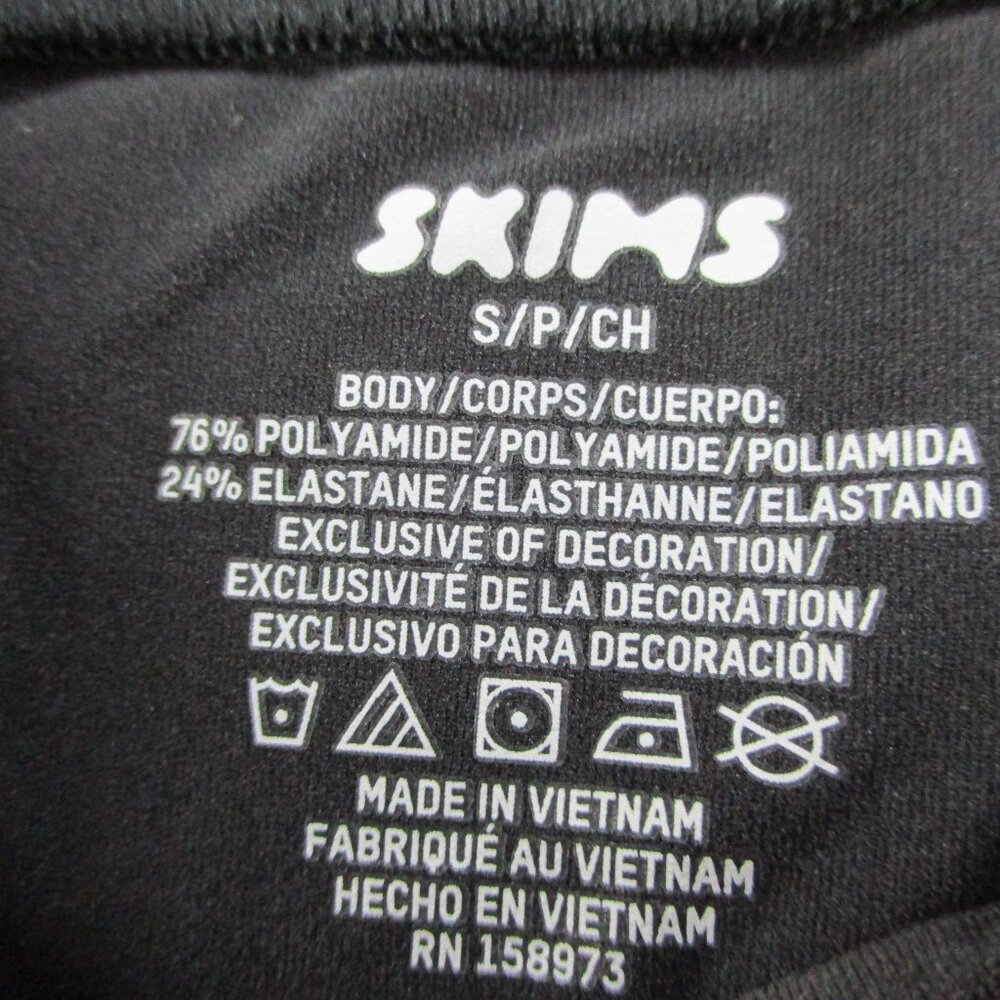 SKIMS
S/P/CH
BODY/CORPS/CUERPO:
76% POLYAMIDE/POLYAMIDE/POLIAMIDA
24% ELASTANE/ÉLASTHANNE/ELASTANO
EXCLUSIVE OF DECORATION/
EXCLUSIVITÉ DE LA DÉCORATION/
EXCLUSIVO PARA DECORACIÓN
MADE IN VIETNAM
FABRIQUÉ AU VIETNAM
HECHO EN VIETNAM
RN 158973